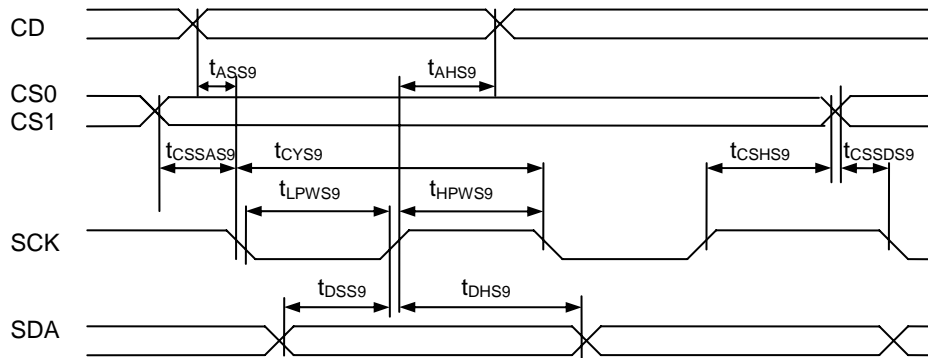 CD
tASS9 tAHS9
CS0
CS1
tCSSAS9 tCYS9 tCSHS9 tCSSDS9
tLPWS9 tHPWS9
SCK
tDSS9 tDHS9
SDA